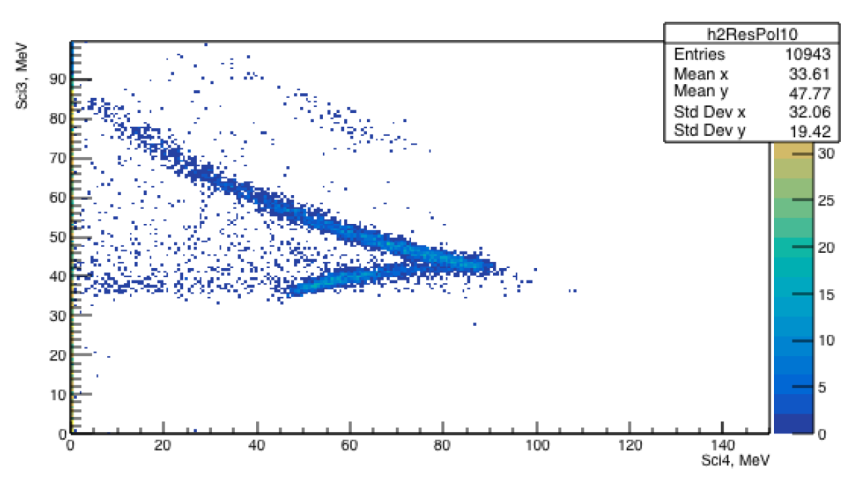 h2ResPol10
Entries 10943
Mean x 33.61
Mean y 47.77
Std Dev x 32.06
Std Dev y 19.42
Sci3, MeV
90
80
70
60
50
40
30
20
10
0
0 20 40 60 80 100 120 140
Sci4, MeV
30
25
20
15
10
5
0